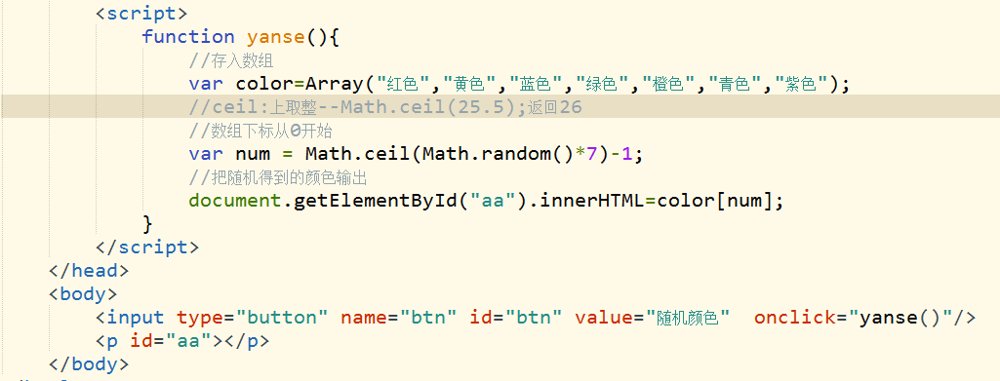 <script>
function yanse(){
//存入数组
var color=Array("红色","黄色","蓝色","绿色","橙色","青色","紫色");
//ceil:上取整--Math.ceil(25.5);返回26
//数组下标从0开始
var num = Math.ceil(Math.random()*7)-1;
//把随机得到的颜色输出
document.getElementById("aa").innerHTML=color[num];
}
</script>
</head>
<body>
<input type="button" name="btn" id="btn" value="随机颜色"  onclick="yanse()"/>
<p id="aa"></p>
</body>